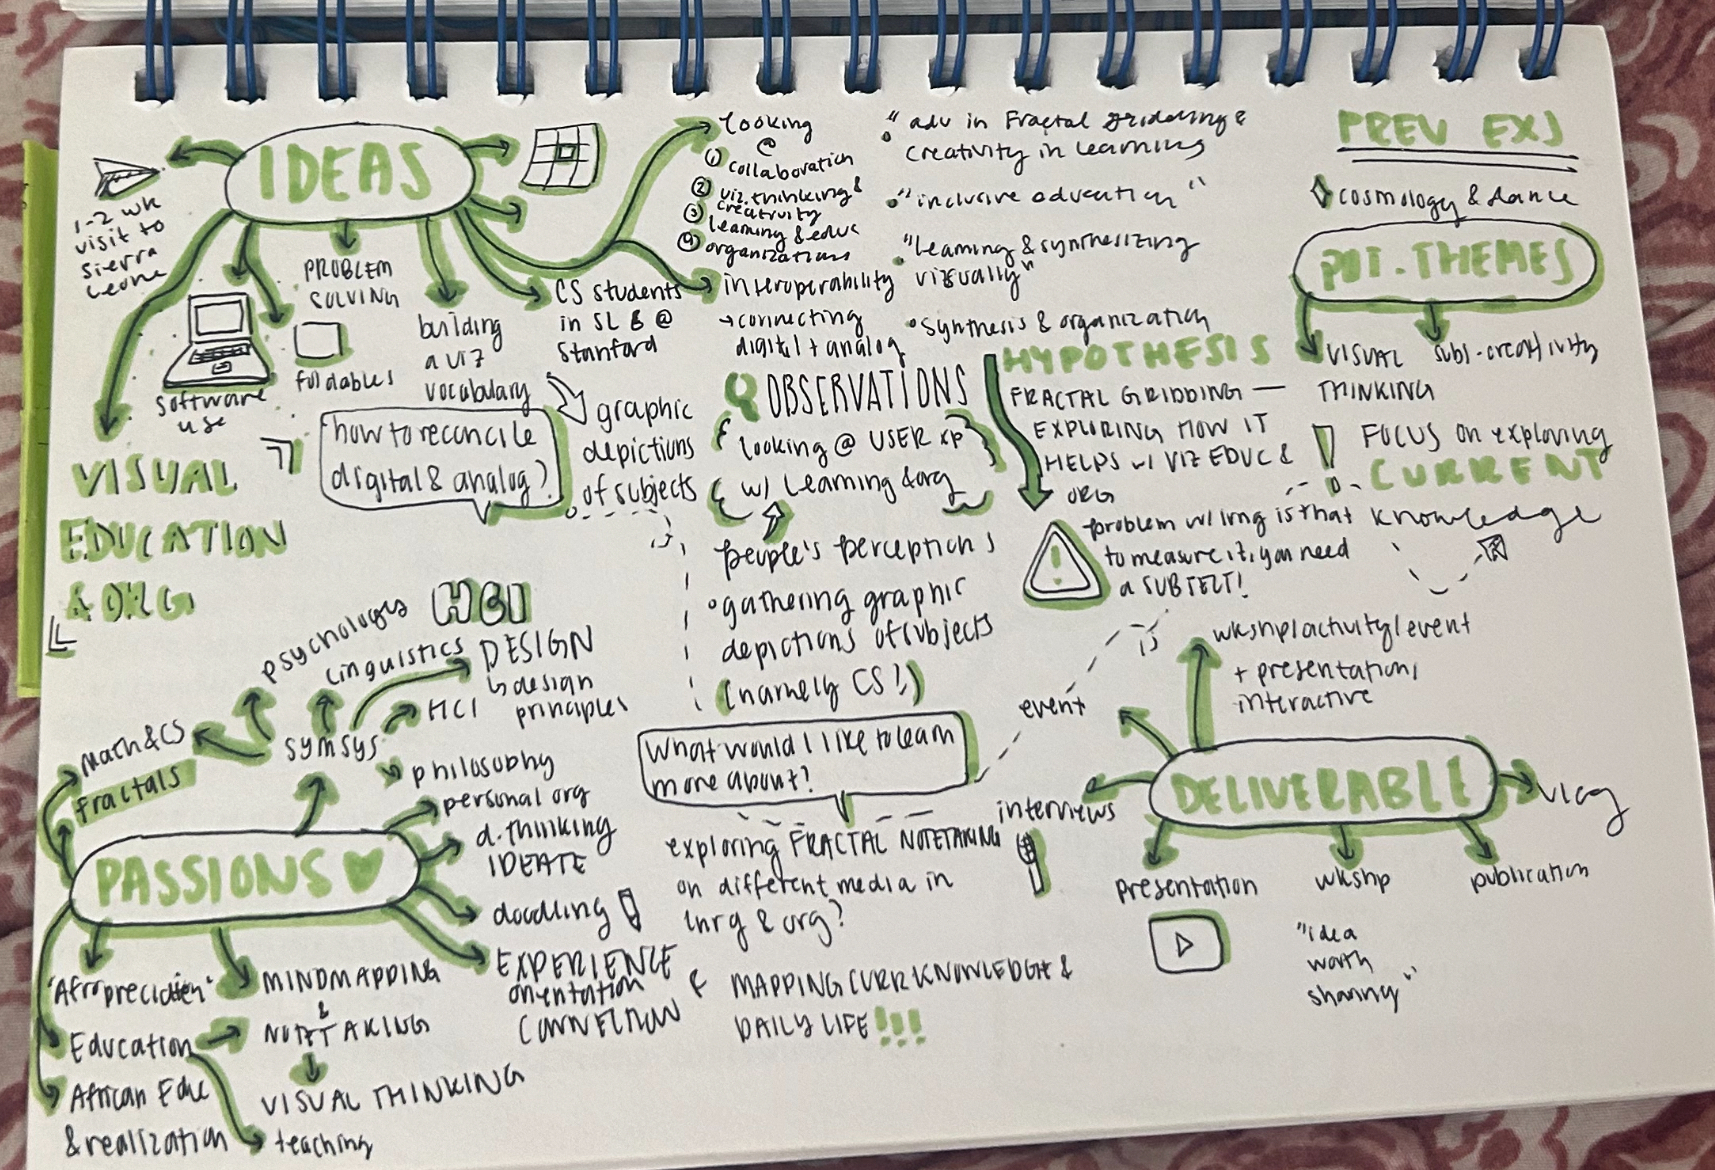 IDEAS
1-2 wk
visit to
Sierra
Leone
software
use
foldables
PROBLEM
SOLVING
building
a viz
vocabulary
CS students
in SL & @
Stanford
looking
@
① collaboration
② viz. thinking &
creativity
③ learning & educ
④ organizations
interoperability
→connecting
digital + analog
"adv in Fractal gridding &
creativity in learning"
"inclusive education"
"learning & synthesizing
visually"
synthesis & organization
PREV EXS
cosmology & dance
POT. THEMES
VISUAL
THINKING
subs-creativity
VISUAL
EDUCATION
& ORG
how to reconcile
digital & analog?
graphic
depictions
of subjects
OBSERVATIONS
looking @ USER xp
w/ learning & org
people's perceptions
gathering graphic
depictions of subjects
(namely CS!)
HYPOTHESIS
FRACTAL GRIDDING —
EXPLORING HOW IT
HELPS w/ VIZ EDUC &
ORG
! FOCUS on exploring
CURRENT
knowledge
!
problem w/ lrng is that
to measure it, you need
a SUBJECT!
What would I like to learn
more about?
exploring FRACTAL NOTETAKING
on different media in
lnrg & org?
& MAPPING CURR KNOWLEDGE &
DAILY LIFE!!!
PASSIONS
fractals
Math & CS
symsys
psychology
linguistics
HCI
DESIGN
↳ design
principles
HCI
philosophy
personal org
d. thinking
IDEATE
doodling
EXPERIENCE
orientation
CONNECTION
MINDMAPPING
&
NOTETAKING
VISUAL THINKING
"Afropreciation"
Education
teaching
African Educ
& realization
DELIVERABLE
wkshp/activity/event
+ presentation,
interactive
event
interviews
presentation
wkshp
publication
vlog
"idea
worth
sharing"